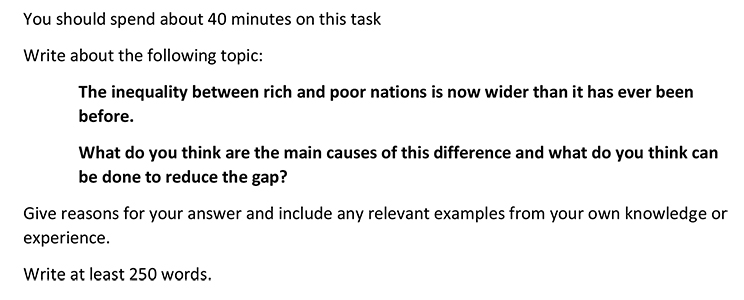 You should spend about 40 minutes on this task
Write about the following topic:
The inequality between rich and poor nations is now wider than it has ever been
before.
What do you think are the main causes of this difference and what do you think can
be done to reduce the gap?
Give reasons for your answer and include any relevant examples from your own knowledge or
experience.
Write at least 250 words.